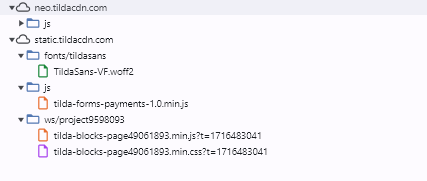 neo.tildacdn.com
js
static.tildacdn.com
fonts/tildasans
TildaSans-VF.woff2
js
tilda-forms-payments-1.0.min.js
ws/project9598093
tilda-blocks-page49061893.min.js?t=1716483041
tilda-blocks-page49061893.min.css?t=1716483041